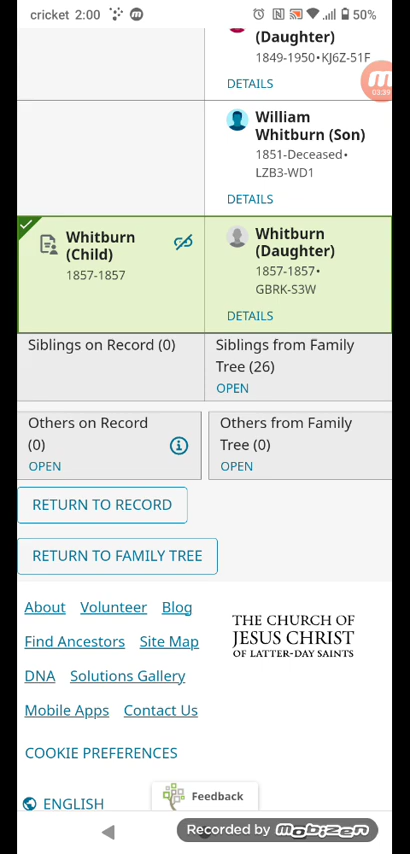 cricket 2:00
50%
(Daughter)
1849-1950 • KJ6Z-51F
03:39
DETAILS
William
Whitburn (Son)
1851-Deceased •
LZB3-WD1
DETAILS
Whitburn
(Child)
1857-1857
Whitburn
(Daughter)
1857-1857 •
GBRK-S3W
DETAILS
Siblings on Record (0)
Siblings from Family
Tree (26)
OPEN
Others on Record
(0)
OPEN
Others from Family
Tree (0)
OPEN
RETURN TO RECORD
RETURN TO FAMILY TREE
About Volunteer Blog
Find Ancestors Site Map
DNA Solutions Gallery
Mobile Apps Contact Us
THE CHURCH OF
JESUS CHRIST
OF LATTER-DAY SAINTS
COOKIE PREFERENCES
ENGLISH
Feedback
Recorded by mobizen